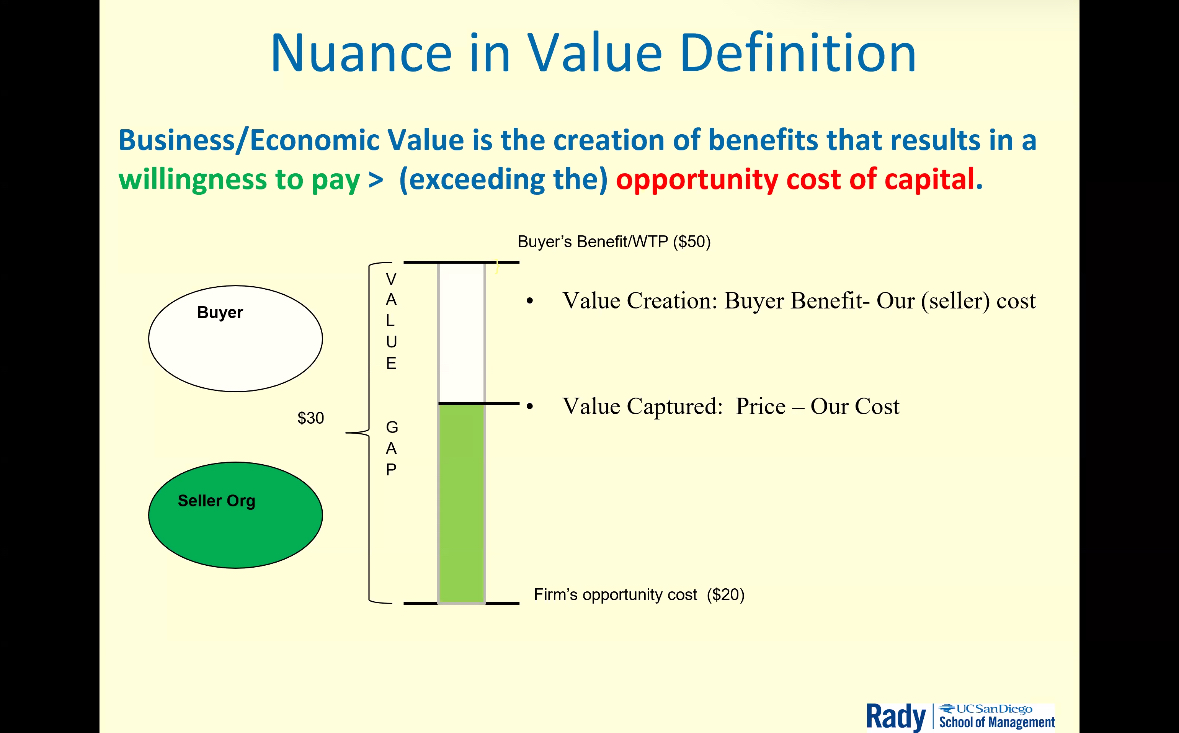 Nuance in Value Definition
Business/Economic Value is the creation of benefits that results in a
willingness to pay > (exceeding the) opportunity cost of capital.
Buyer's Benefit/WTP ($50)
V
A
L
U
E
G
A
P
Buyer
• Value Creation: Buyer Benefit- Our (seller) cost
$30
• Value Captured: Price – Our Cost
Seller Org
Firm's opportunity cost ($20)
Rady | UC San Diego
School of Management